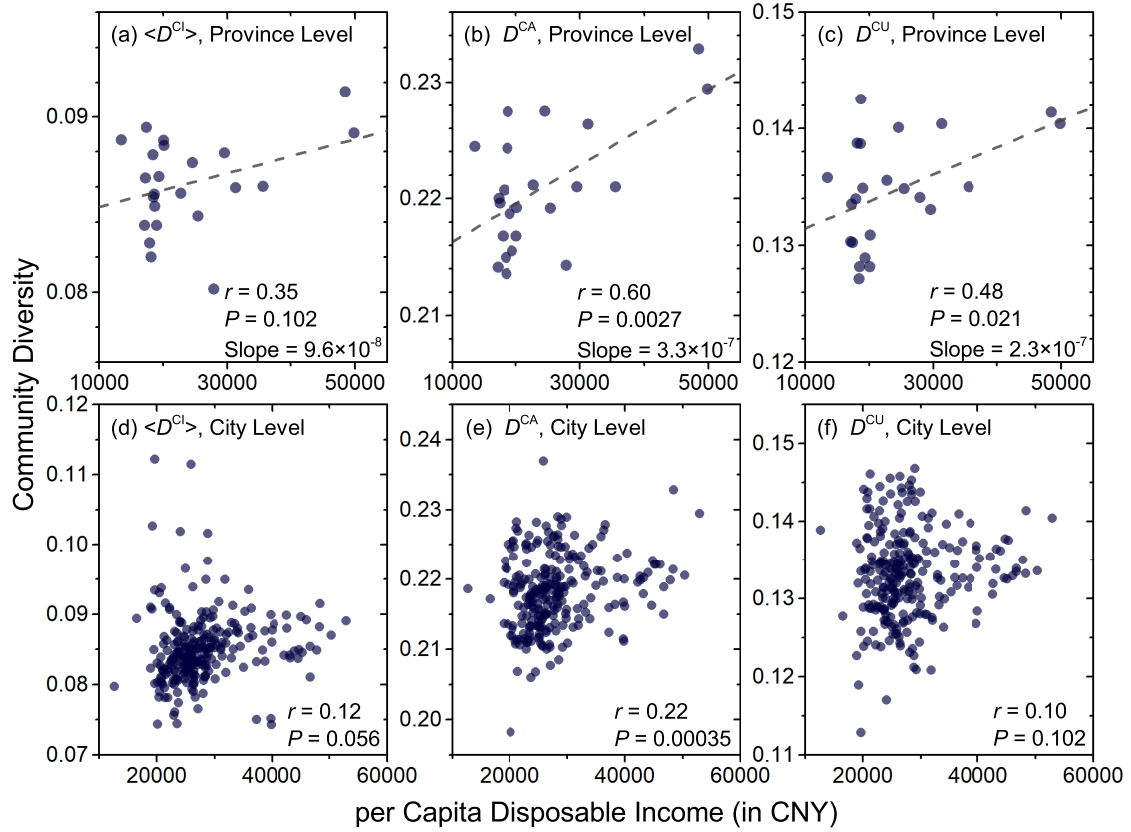 Community Diversity
(a) <D^CI>, Province Level
0.09
0.08
r = 0.35
P = 0.102
Slope = 9.6×10^-8
10000 30000 50000
(b) D^CA, Province Level
0.23
0.22
0.21
r = 0.60
P = 0.0027
Slope = 3.3×10^-7
10000 30000 50000
(c) D^CU, Province Level
0.15
0.14
0.13
0.12
r = 0.48
P = 0.021
Slope = 2.3×10^-7
10000 30000 50000
(d) <D^CI>, City Level
0.12
0.11
0.10
0.09
0.08
0.07
r = 0.12
P = 0.056
20000 40000 60000
(e) D^CA, City Level
0.24
0.23
0.22
0.21
0.20
r = 0.22
P = 0.00035
20000 40000 60000
(f) D^CU, City Level
0.15
0.14
0.13
0.12
0.11
r = 0.10
P = 0.102
20000 40000 60000
per Capita Disposable Income (in CNY)